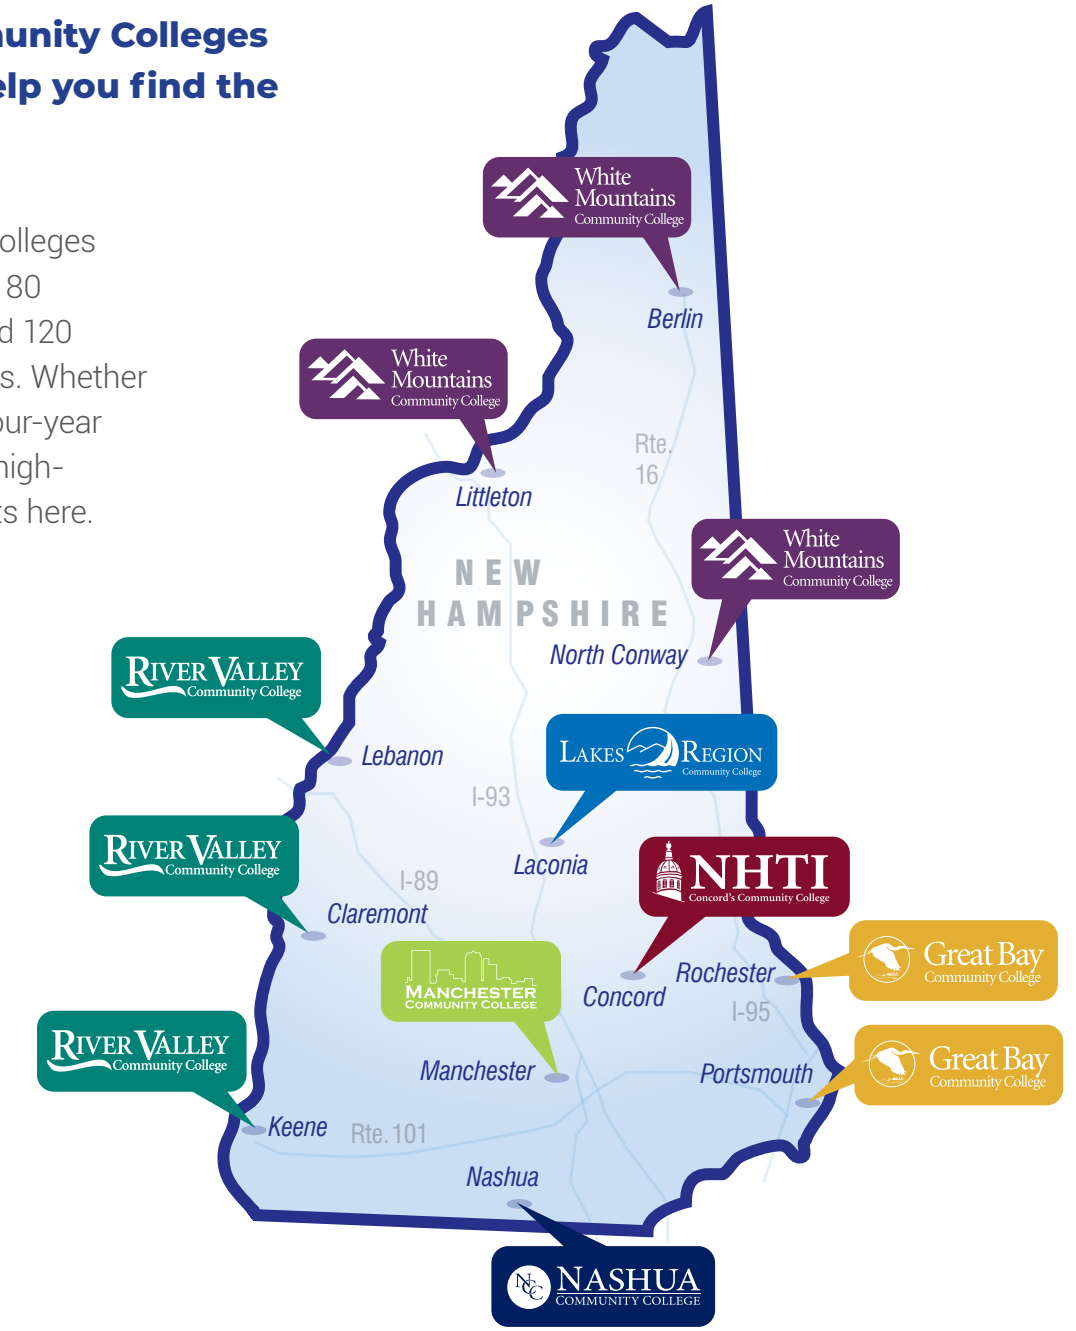 munity Colleges
elp you find the
olleges
80
d 120
s. Whether
our-year
high-
ts here.
White
Mountains
Community College
Berlin
White
Mountains
Community College
Littleton
Rte.
16
White
Mountains
Community College
NEW
HAMPSHIRE
North Conway
RIVER VALLEY
Community College
Lebanon
LAKES REGION
Community College
I-93
Laconia
RIVER VALLEY
Community College
I-89
Claremont
NHTI
Concord's Community College
MANCHESTER
COMMUNITY COLLEGE
Concord
Rochester
Great Bay
Community College
I-95
RIVER VALLEY
Community College
Manchester
Portsmouth
Great Bay
Community College
Keene
Rte. 101
Nashua
NCC
NASHUA
COMMUNITY COLLEGE